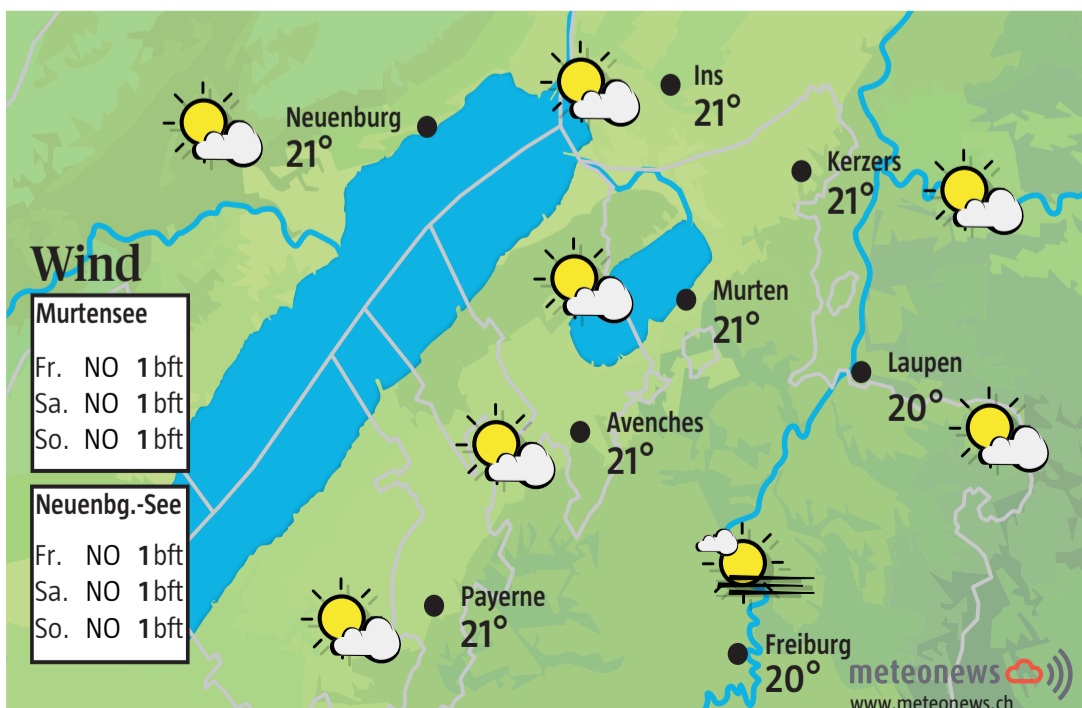 Ins
21°
Neuenburg
21°
Kerzers
21°
Wind
Murtensee
Fr. NO 1 bft
Sa. NO 1 bft
So. NO 1 bft
Murten
21°
Laupen
20°
Avenches
21°
Neuenbg.-See
Fr. NO 1 bft
Sa. NO 1 bft
So. NO 1 bft
Payerne
21°
Freiburg
20°
meteonews
www.meteonews.ch